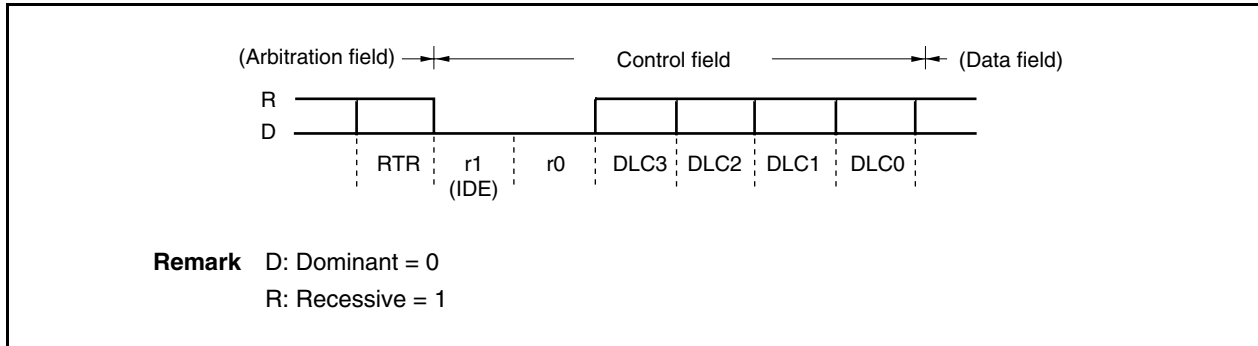 (Arbitration field) Control field (Data field)
R
D
RTR r1 r0 DLC3 DLC2 DLC1 DLC0
(IDE)
Remark D: Dominant = 0
R: Recessive = 1